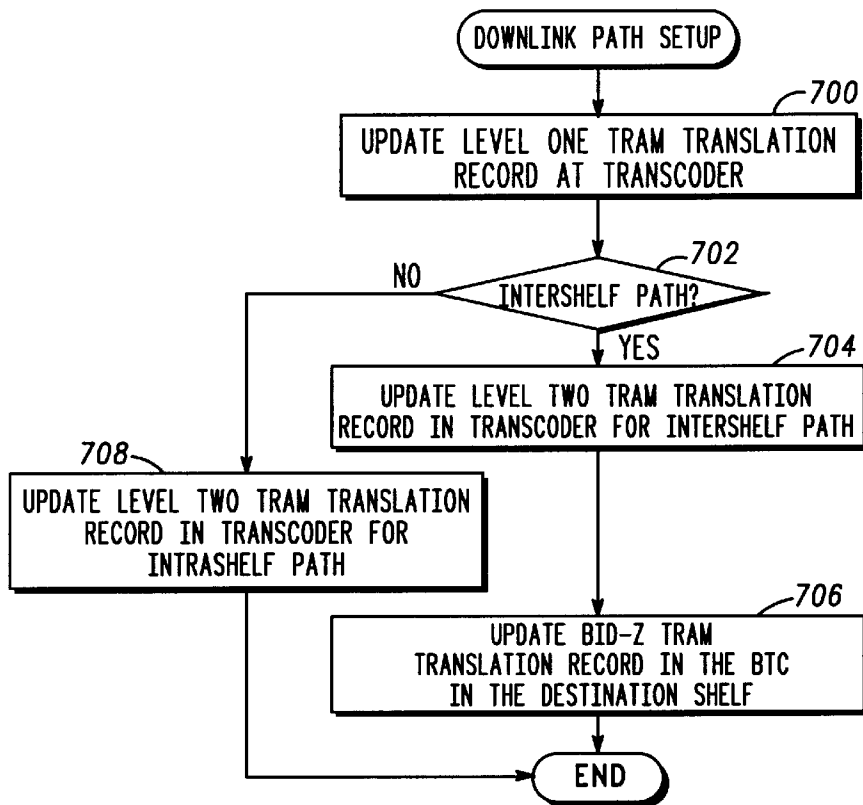 DOWNLINK PATH SETUP
700
UPDATE LEVEL ONE TRAM TRANSLATION
RECORD AT TRANSCODER
702
INTERSHELF PATH?
NO
YES
704
UPDATE LEVEL TWO TRAM TRANSLATION
RECORD IN TRANSCODER FOR INTERSHELF PATH
708
UPDATE LEVEL TWO TRAM TRANSLATION
RECORD IN TRANSCODER FOR
INTRASHELF PATH
706
UPDATE BID-Z TRAM
TRANSLATION RECORD IN THE BTC
IN THE DESTINATION SHELF
END